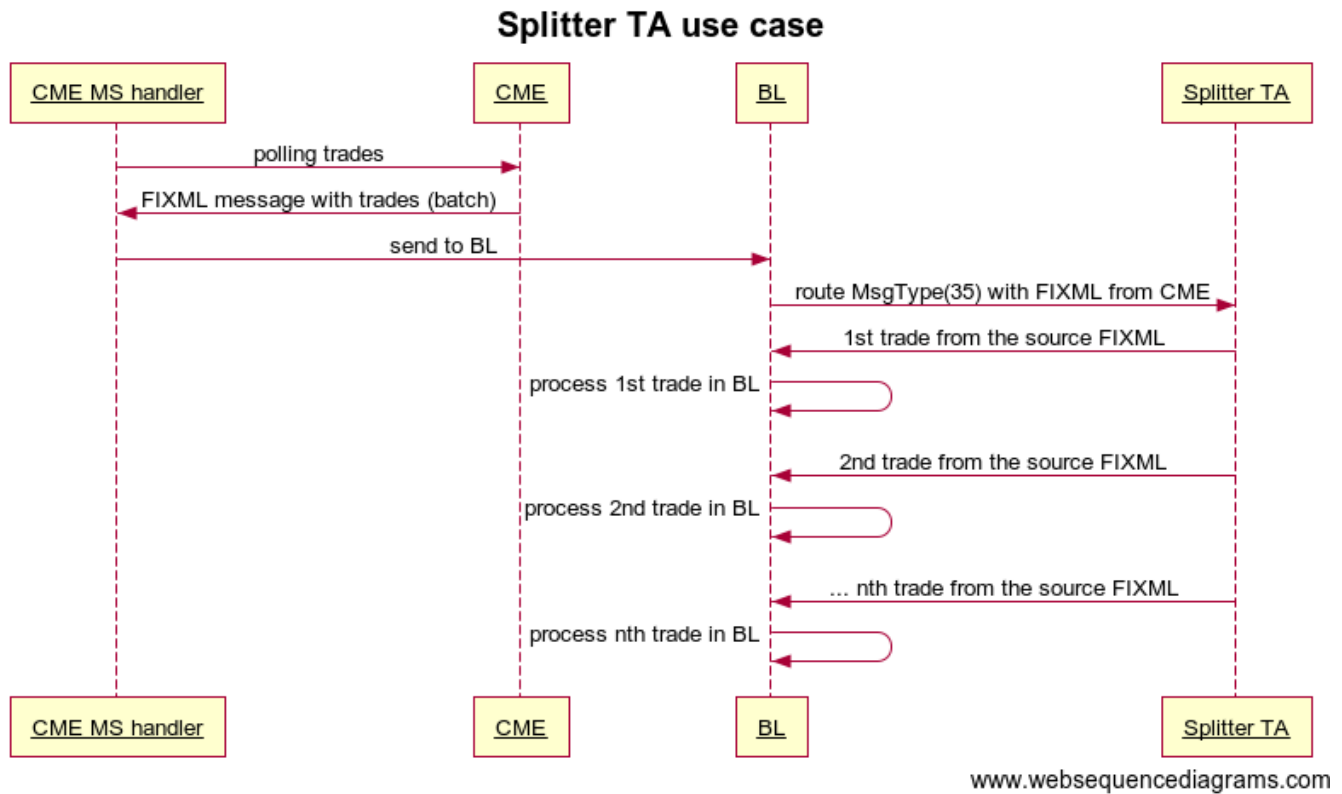 Splitter TA use case
CME MS handler
CME
BL
Splitter TA
polling trades
FIXML message with trades (batch)
send to BL
route MsgType(35) with FIXML from CME
1st trade from the source FIXML
process 1st trade in BL
2nd trade from the source FIXML
process 2nd trade in BL
... nth trade from the source FIXML
process nth trade in BL
CME MS handler
CME
BL
Splitter TA
www.websequencediagrams.com